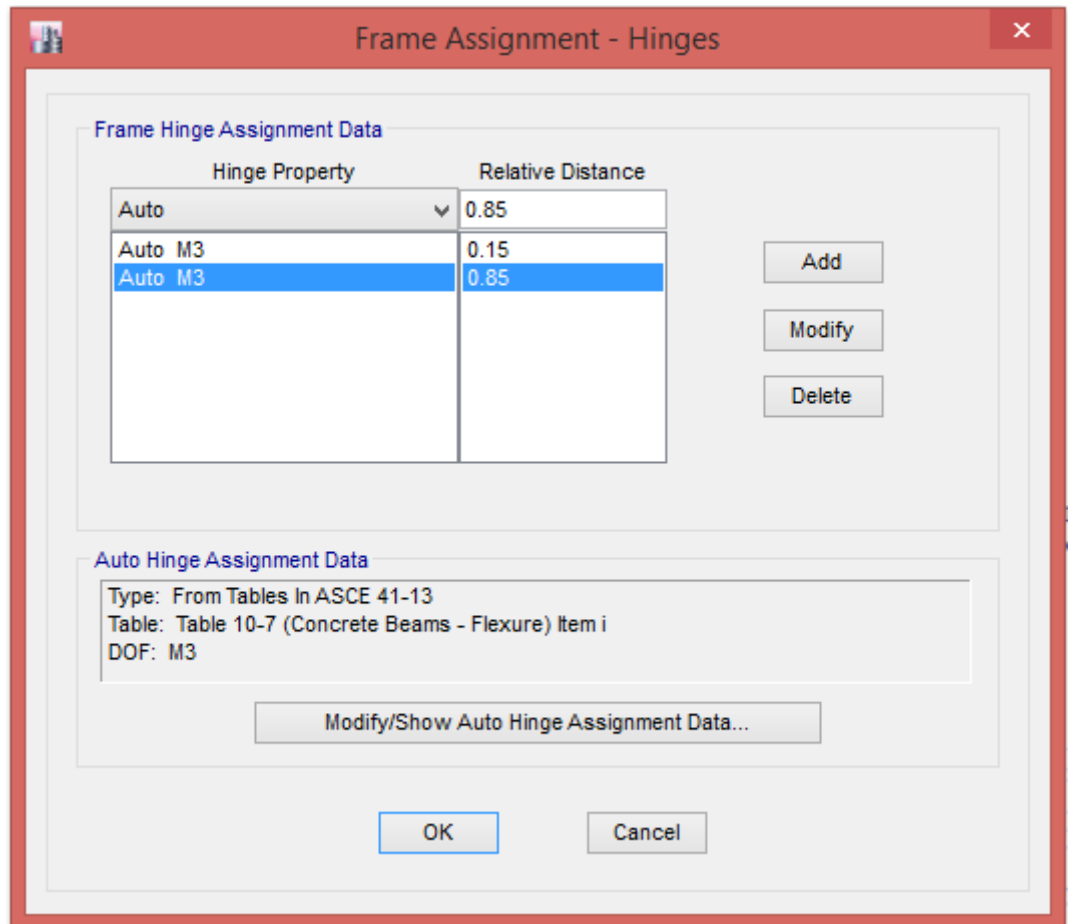 Frame Assignment - Hinges
Frame Hinge Assignment Data
Hinge Property Relative Distance
Auto 0.85
Auto M3 0.15
Auto M3 0.85
Add
Modify
Delete
Auto Hinge Assignment Data
Type: From Tables In ASCE 41-13
Table: Table 10-7 (Concrete Beams - Flexure) Item i
DOF: M3
Modify/Show Auto Hinge Assignment Data...
OK Cancel